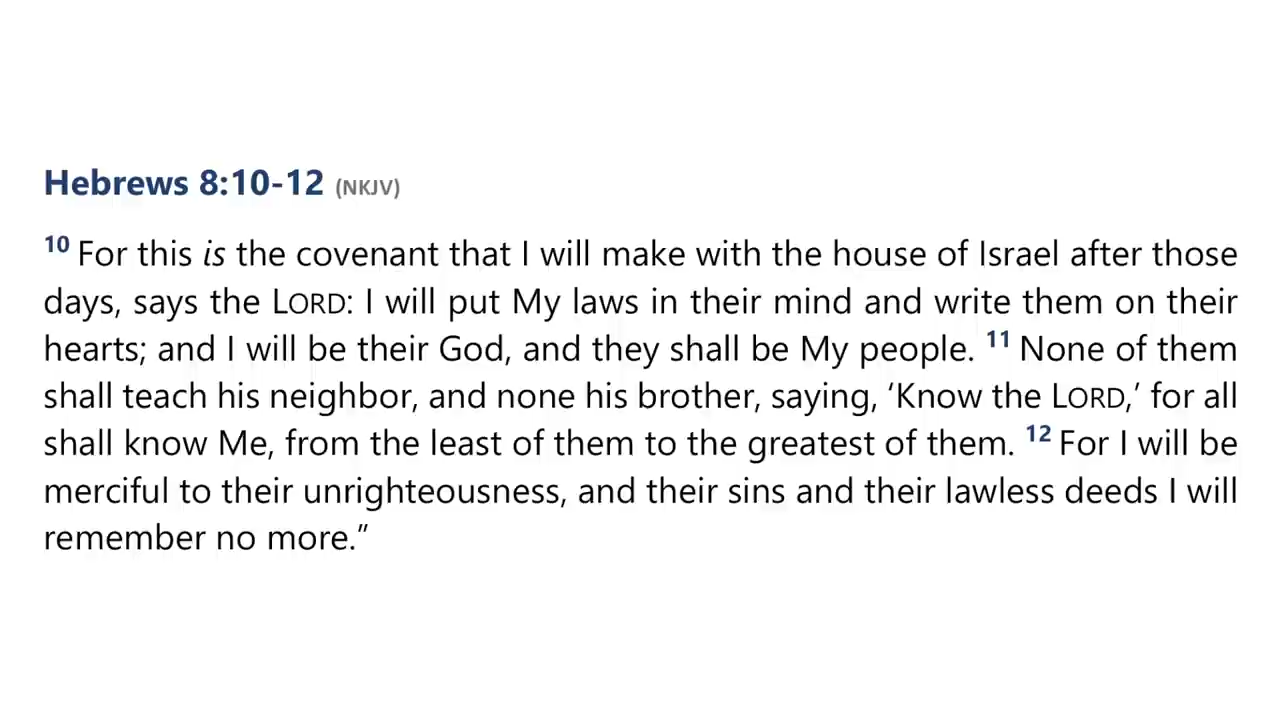 Hebrews 8:10-12 (NKJV)
10 For this is the covenant that I will make with the house of Israel after those
days, says the LORD: I will put My laws in their mind and write them on their
hearts; and I will be their God, and they shall be My people. 11 None of them
shall teach his neighbor, and none his brother, saying, ‘Know the LORD,’ for all
shall know Me, from the least of them to the greatest of them. 12 For I will be
merciful to their unrighteousness, and their sins and their lawless deeds I will
remember no more.”